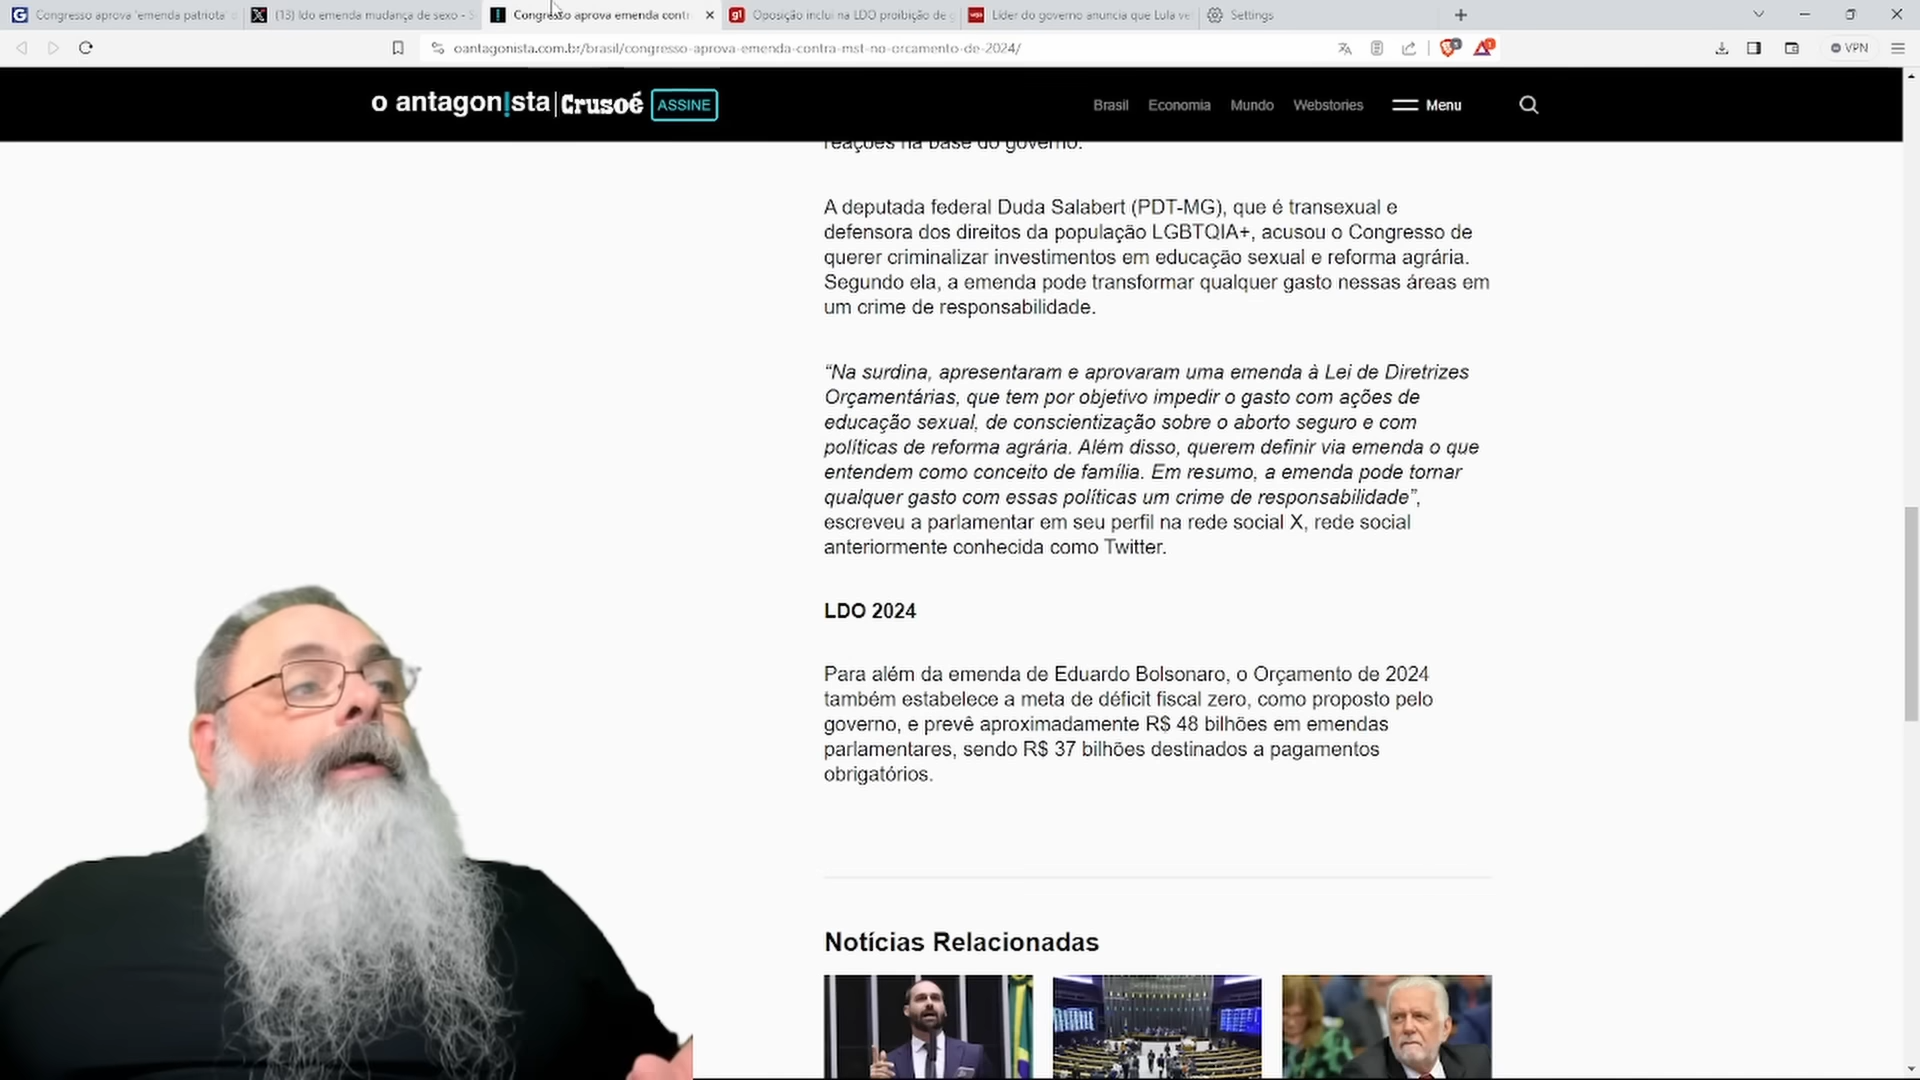 Congresso aprova 'emenda patriota'
(13) ldo emenda mudança de sexo - S
Congresso aprova emenda contr
Oposição inclui na LDO proibição de g
Líder do governo anuncia que Lula ve
Settings
oantagonista.com.br/brasil/congresso-aprova-emenda-contra-mst-no-orcamento-de-2024/
VPN
o antagon!sta|Crusoé ASSINE
Brasil Economia Mundo Webstories Menu
reações na base do governo.
A deputada federal Duda Salabert (PDT-MG), que é transexual e
defensora dos direitos da população LGBTQIA+, acusou o Congresso de
querer criminalizar investimentos em educação sexual e reforma agrária.
Segundo ela, a emenda pode transformar qualquer gasto nessas áreas em
um crime de responsabilidade.
“Na surdina, apresentaram e aprovaram uma emenda à Lei de Diretrizes
Orçamentárias, que tem por objetivo impedir o gasto com ações de
educação sexual, de conscientização sobre o aborto seguro e com
políticas de reforma agrária. Além disso, querem definir via emenda o que
entendem como conceito de família. Em resumo, a emenda pode tornar
qualquer gasto com essas políticas um crime de responsabilidade”,
escreveu a parlamentar em seu perfil na rede social X, rede social
anteriormente conhecida como Twitter.
LDO 2024
Para além da emenda de Eduardo Bolsonaro, o Orçamento de 2024
também estabelece a meta de déficit fiscal zero, como proposto pelo
governo, e prevê aproximadamente R$ 48 bilhões em emendas
parlamentares, sendo R$ 37 bilhões destinados a pagamentos
obrigatórios.
Notícias Relacionadas